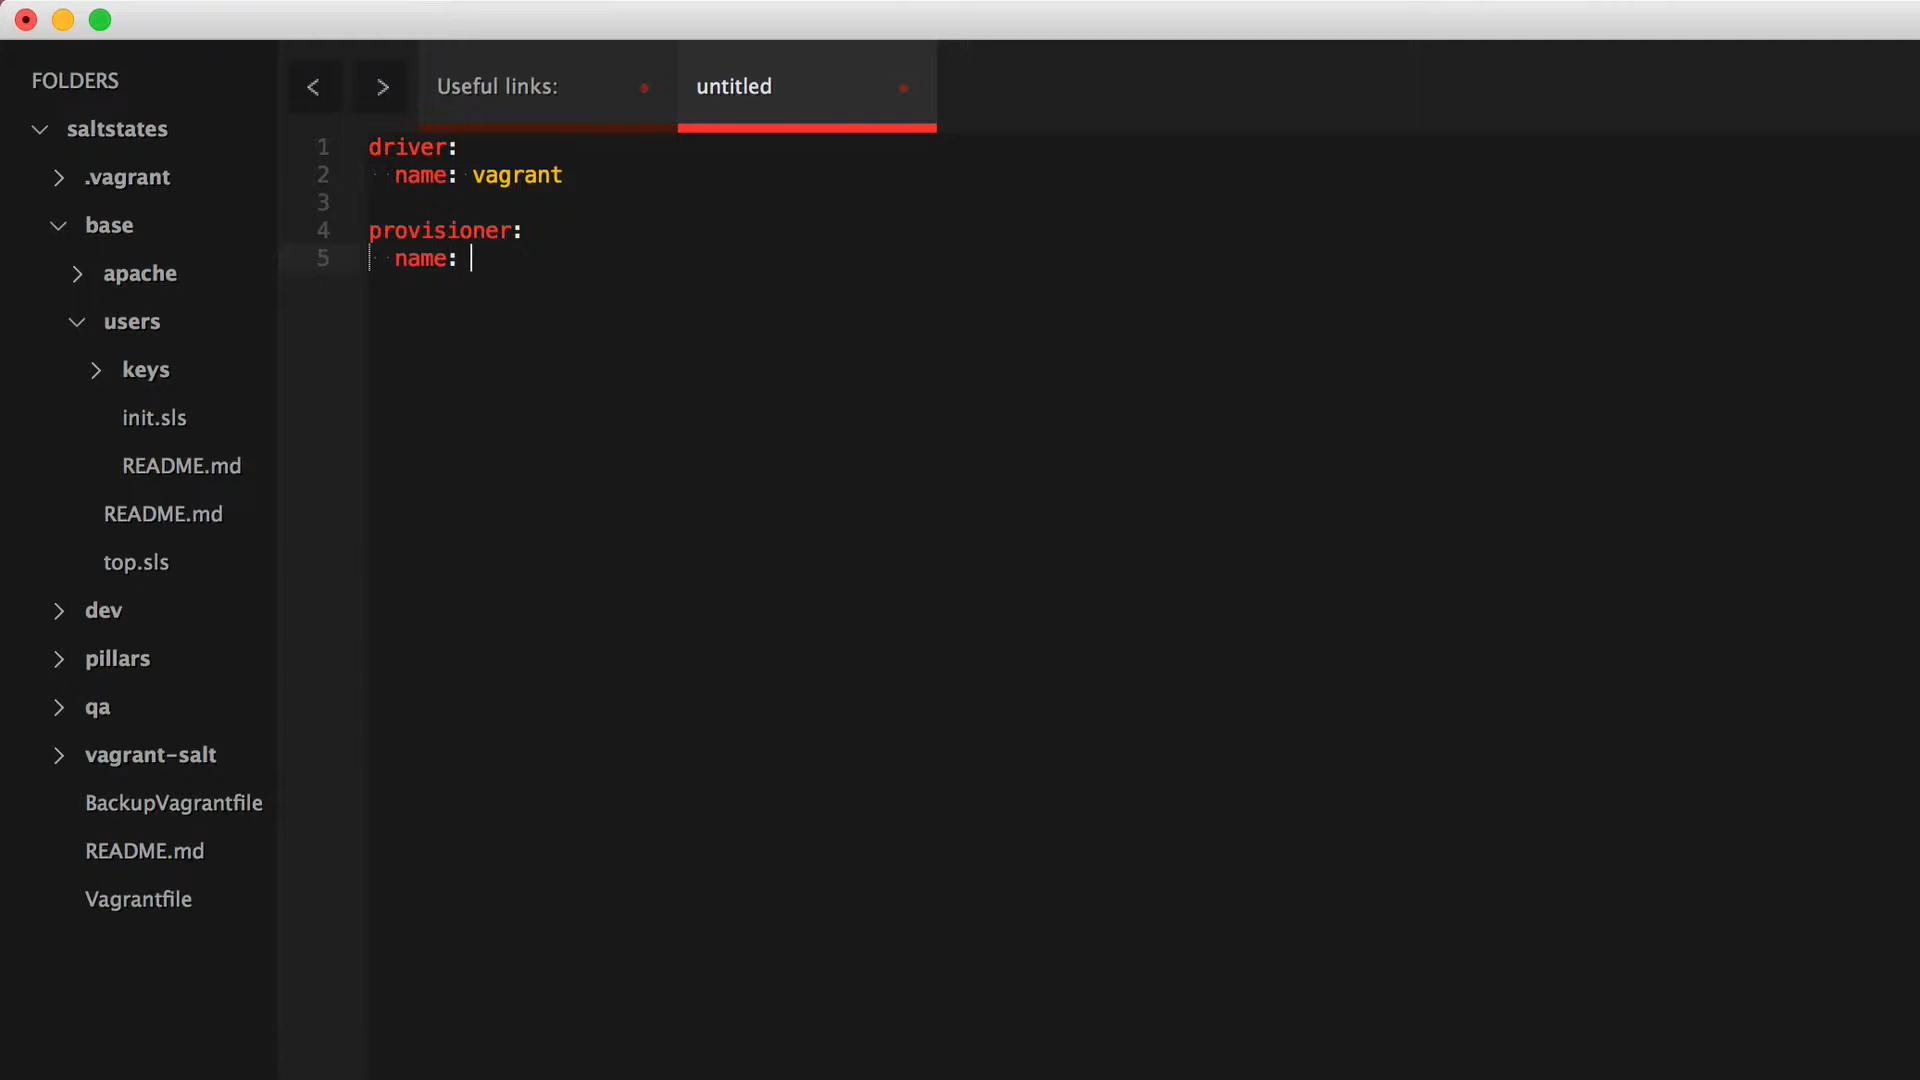 FOLDERS
saltstates
.vagrant
base
apache
users
keys
init.sls
README.md
README.md
top.sls
dev
pillars
qa
vagrant-salt
BackupVagrantfile
README.md
Vagrantfile
< > Useful links: untitled
1 driver:
2 name: vagrant
3
4 provisioner:
5 name: